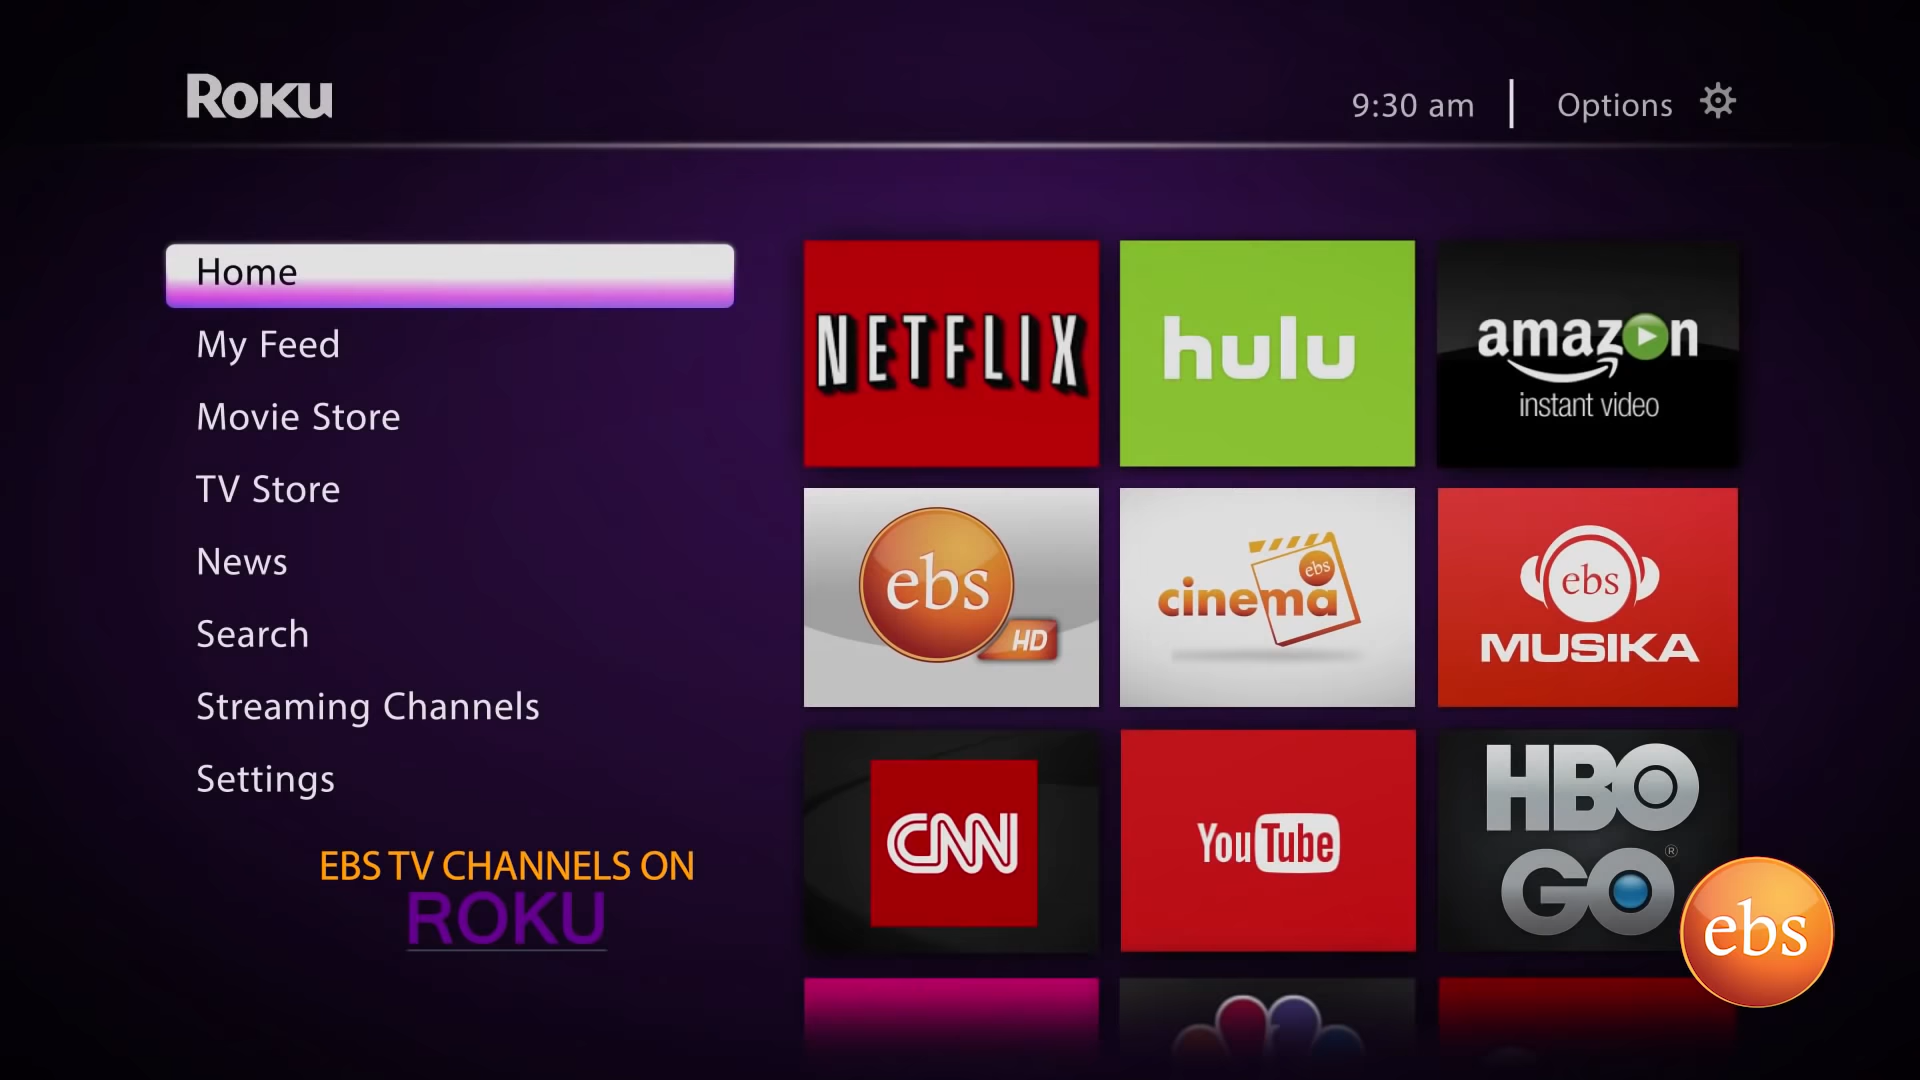 ROKU
9:30 am | Options
Home
My Feed
Movie Store
TV Store
News
Search
Streaming Channels
Settings
EBS TV CHANNELS ON
ROKU
NETFLIX
hulu
amazon
instant video
ebs
HD
ebs
cinema
ebs
MUSIKA
CNN
YouTube
HBO
GO®
ebs